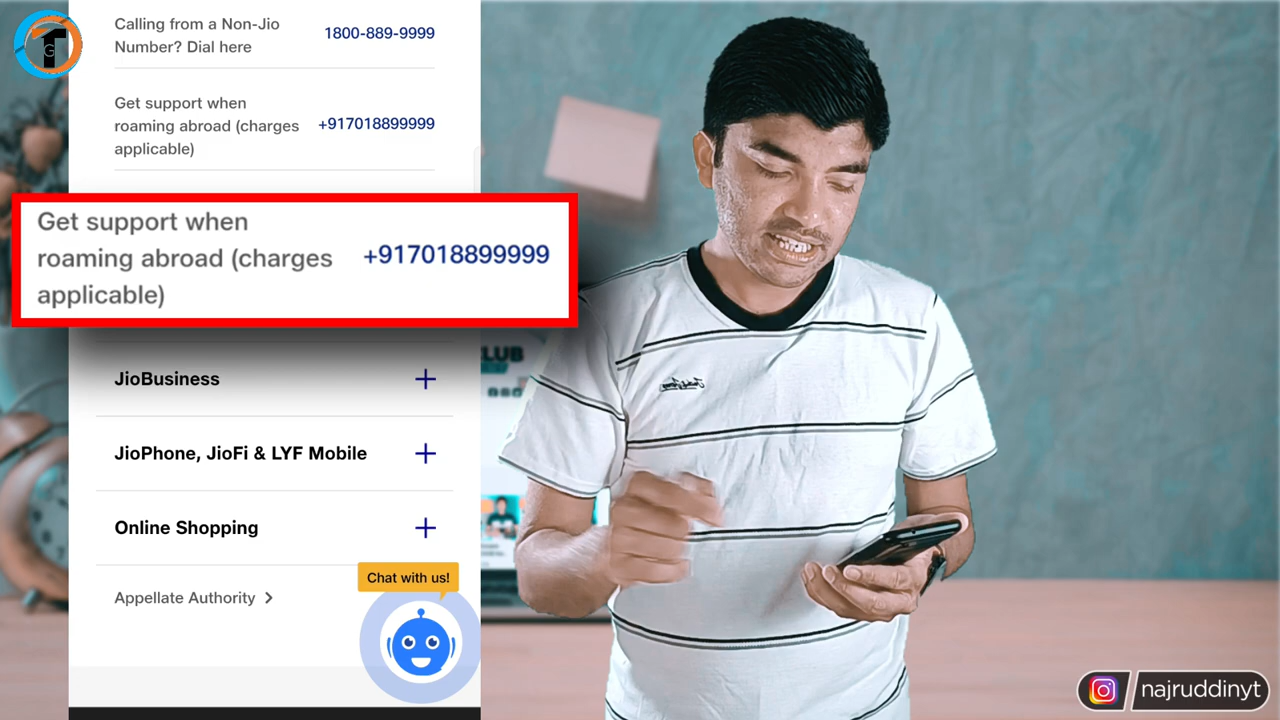 TG
Calling from a Non-Jio
Number? Dial here
1800-889-9999
Get support when
roaming abroad (charges
applicable)
+917018899999
Get support when
roaming abroad (charges
applicable)
+917018899999
JioBusiness
JioPhone, JioFi & LYF Mobile
Online Shopping
Appellate Authority
Chat with us!
CLUB
najruddinyt